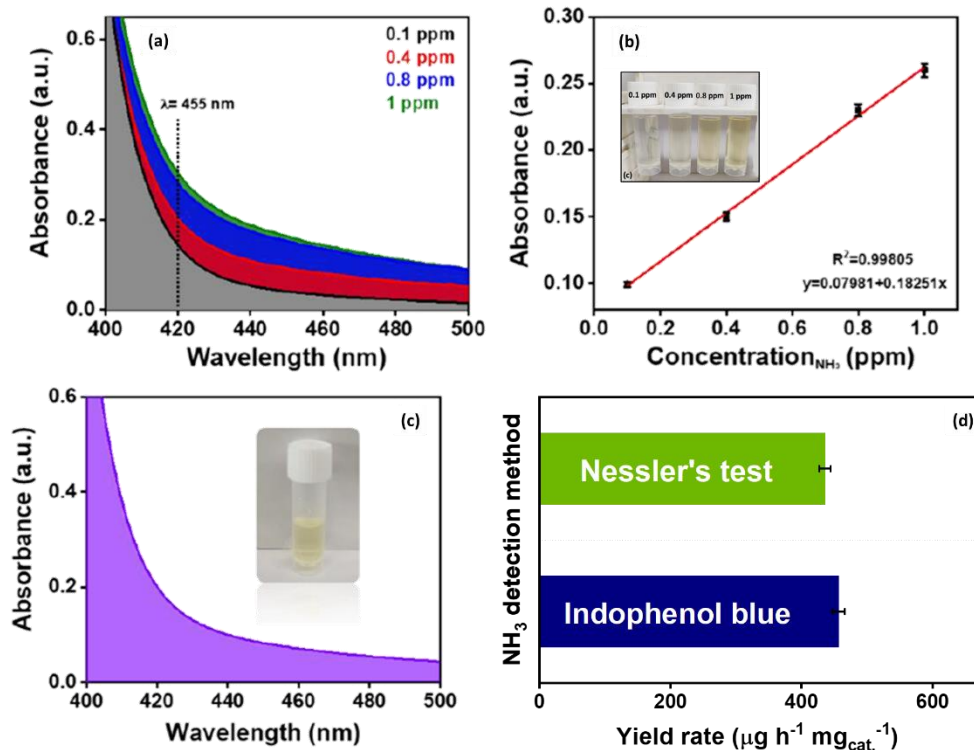 (a)
0.1 ppm
0.4 ppm
0.8 ppm
1 ppm
λ= 455 nm
0.6
0.4
0.2
0.0
Absorbance (a.u.)
400 420 440 460 480 500
Wavelength (nm)
(b)
0.1 ppm 0.4 ppm 0.8 ppm 1 ppm
(c)
R²=0.99805
y=0.07981+0.18251x
0.30
0.25
0.20
0.15
0.10
Absorbance (a.u.)
0.0 0.2 0.4 0.6 0.8 1.0
Concentration_NH₃ (ppm)
(c)
0.6
0.4
0.2
0.0
Absorbance (a.u.)
400 420 440 460 480 500
Wavelength (nm)
(d)
Nessler's test
Indophenol blue
NH₃ detection method
0 200 400 600
Yield rate (μg h⁻¹ mg_cat.⁻¹)